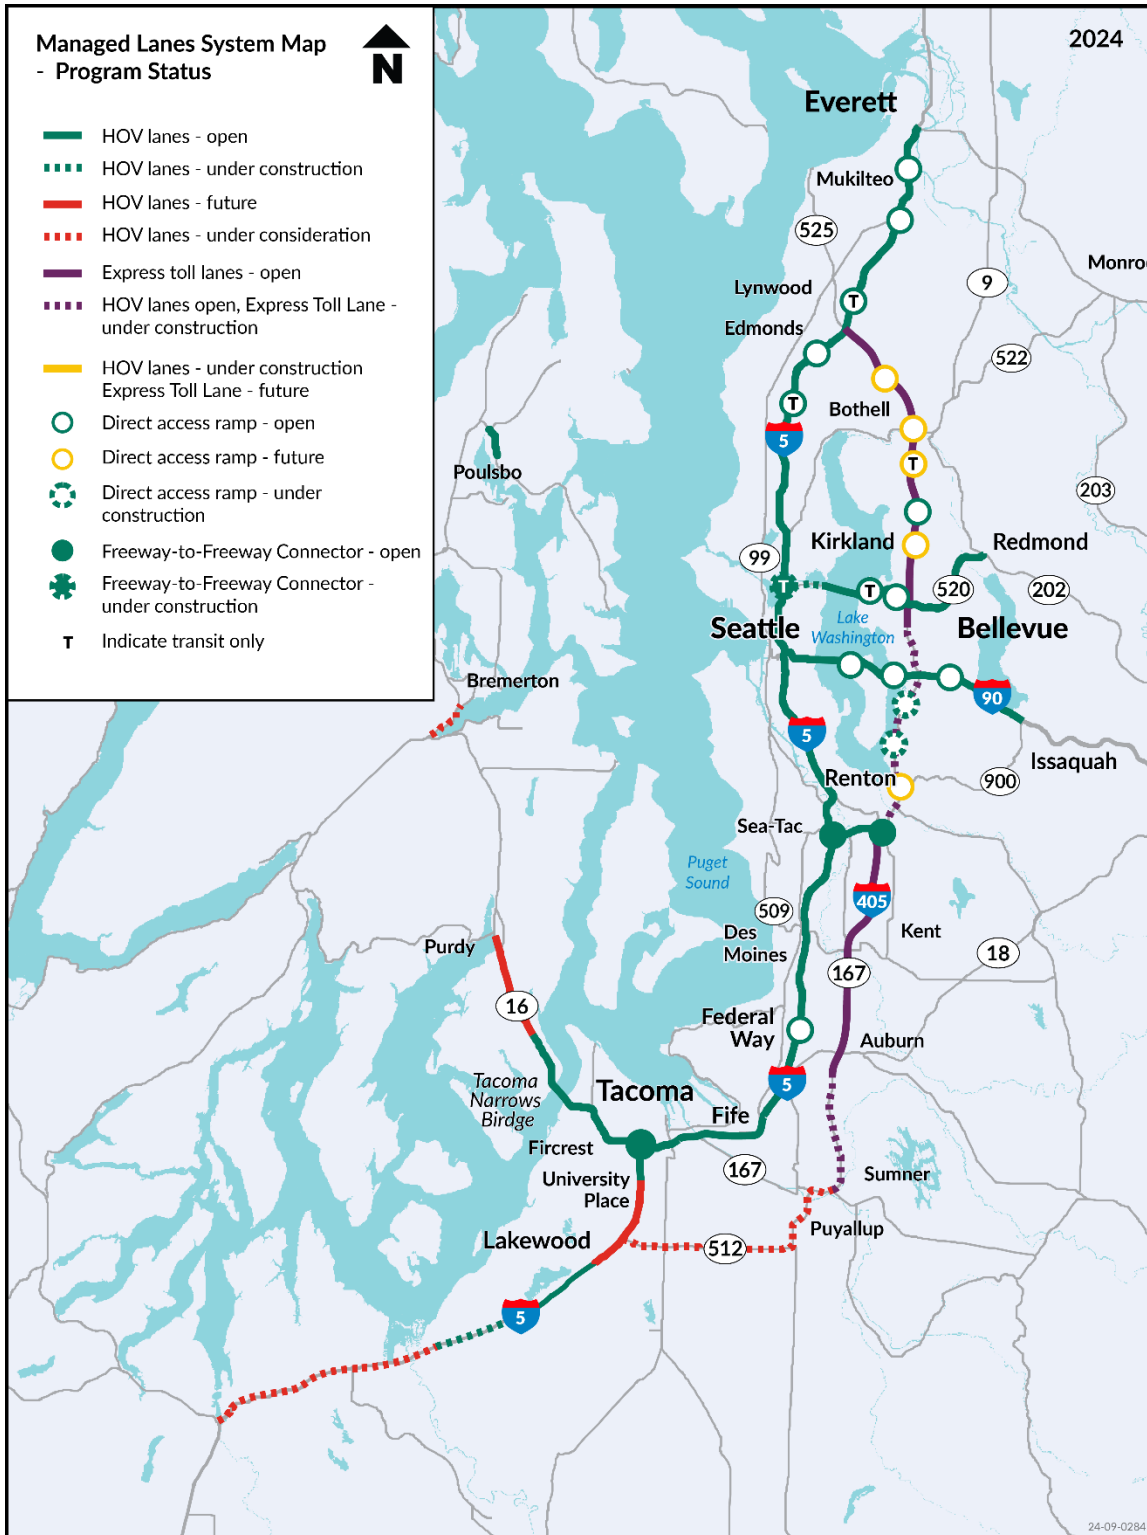 Managed Lanes System Map
- Program Status
N
2024
HOV lanes - open
HOV lanes - under construction
HOV lanes - future
HOV lanes - under consideration
Express toll lanes - open
HOV lanes open, Express Toll Lane -
under construction
HOV lanes - under construction
Express Toll Lane - future
Direct access ramp - open
Direct access ramp - future
Direct access ramp - under
construction
Freeway-to-Freeway Connector - open
Freeway-to-Freeway Connector -
under construction
T Indicate transit only
Everett
Mukilteo
525
9
Monro
Lynwood
T
Edmonds
522
T
Bothell
5
T
Poulsbo
203
Kirkland
Redmond
99
T
T
520
202
Lake
Washington
Seattle
Bellevue
Bremerton
90
5
Issaquah
Renton
900
Sea-Tac
Puget
Sound
405
509
Des
Moines
Kent
Purdy
18
167
16
Federal
Way
Auburn
5
Tacoma
Narrows
Birdge
Tacoma
Fife
Fircrest
167
University
Place
Sumner
Puyallup
Lakewood
512
5
24-09-0284